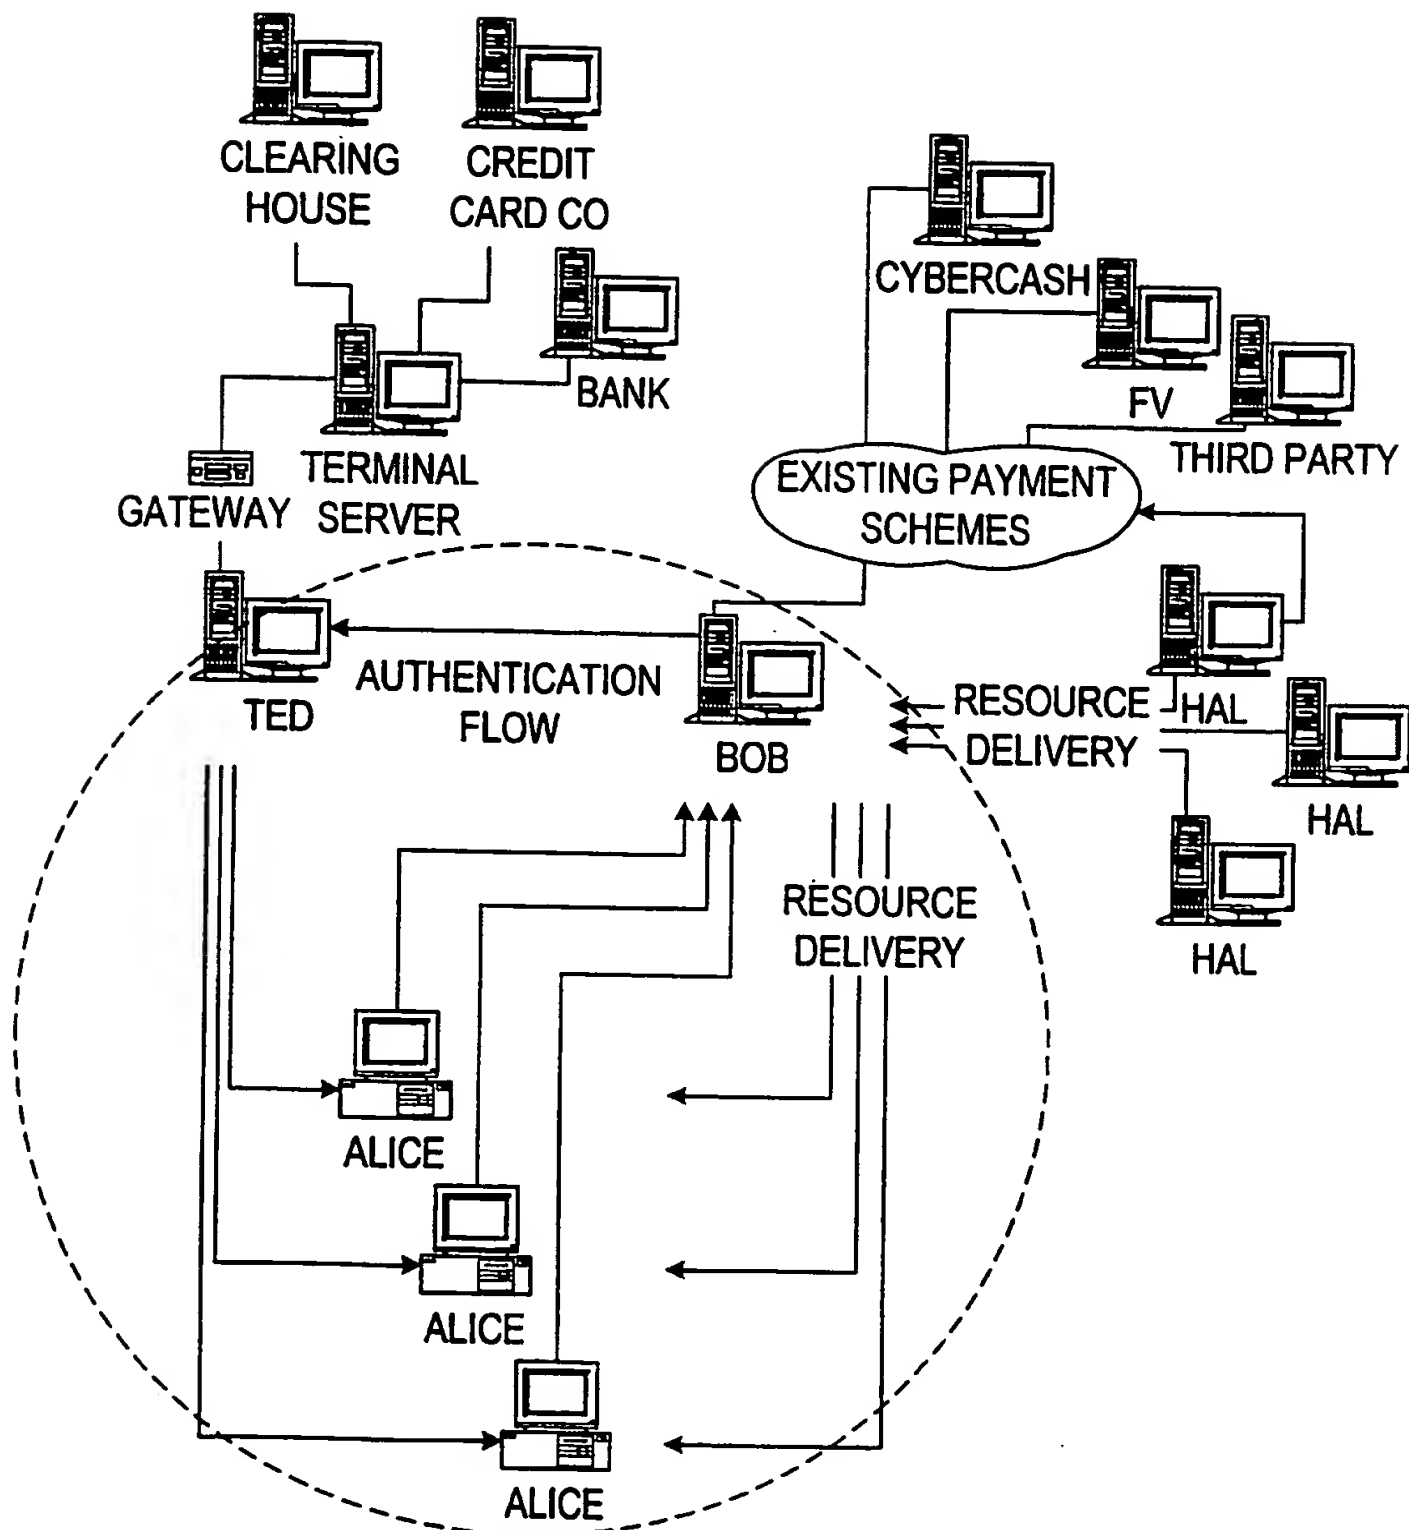 CLEARING
HOUSE
CREDIT
CARD CO
BANK
CYBERCASH
FV
THIRD PARTY
TERMINAL
SERVER
GATEWAY
EXISTING PAYMENT
SCHEMES
TED
AUTHENTICATION
FLOW
BOB
RESOURCE
DELIVERY
HAL
HAL
HAL
RESOURCE
DELIVERY
ALICE
ALICE
ALICE